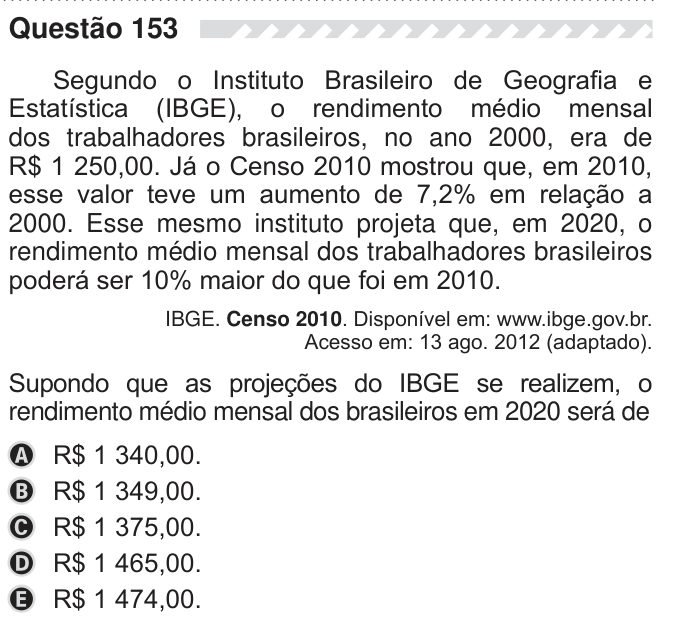 Questão 153
Segundo o Instituto Brasileiro de Geografia e
Estatística (IBGE), o rendimento médio mensal
dos trabalhadores brasileiros, no ano 2000, era de
R$ 1 250,00. Já o Censo 2010 mostrou que, em 2010,
esse valor teve um aumento de 7,2% em relação a
2000. Esse mesmo instituto projeta que, em 2020, o
rendimento médio mensal dos trabalhadores brasileiros
poderá ser 10% maior do que foi em 2010.
IBGE. Censo 2010. Disponível em: www.ibge.gov.br.
Acesso em: 13 ago. 2012 (adaptado).
Supondo que as projeções do IBGE se realizem, o
rendimento médio mensal dos brasileiros em 2020 será de
A R$ 1 340,00.
B R$ 1 349,00.
C R$ 1 375,00.
D R$ 1 465,00.
E R$ 1 474,00.